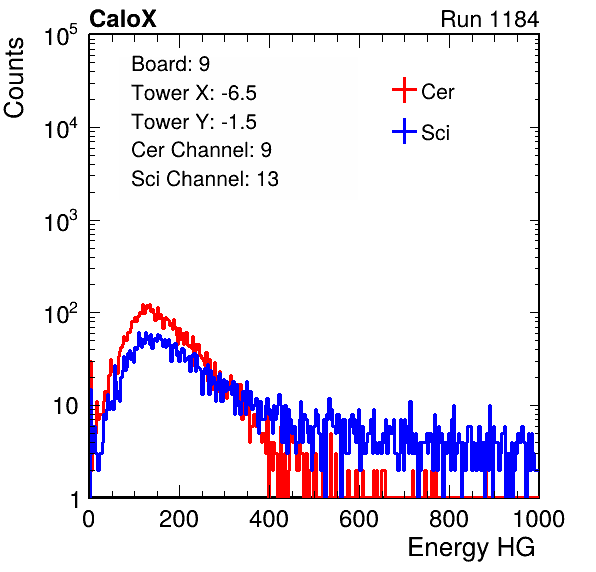 CaloX Run 1184
Counts
10^5
10^4
10^3
10^2
10
1
Board: 9
Tower X: -6.5
Tower Y: -1.5
Cer Channel: 9
Sci Channel: 13
Cer
Sci
0 200 400 600 800 1000
Energy HG